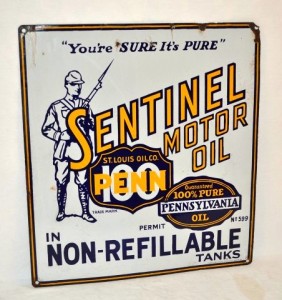 "You're SURE It's PURE"
SENTINEL
MOTOR
OIL
ST. LOUIS OIL CO.
100
PENN
TRADE MARK
Guaranteed
100% PURE
PENNSYLVANIA
OIL
PERMIT Nº 599
IN
NON-REFILLABLE
TANKS